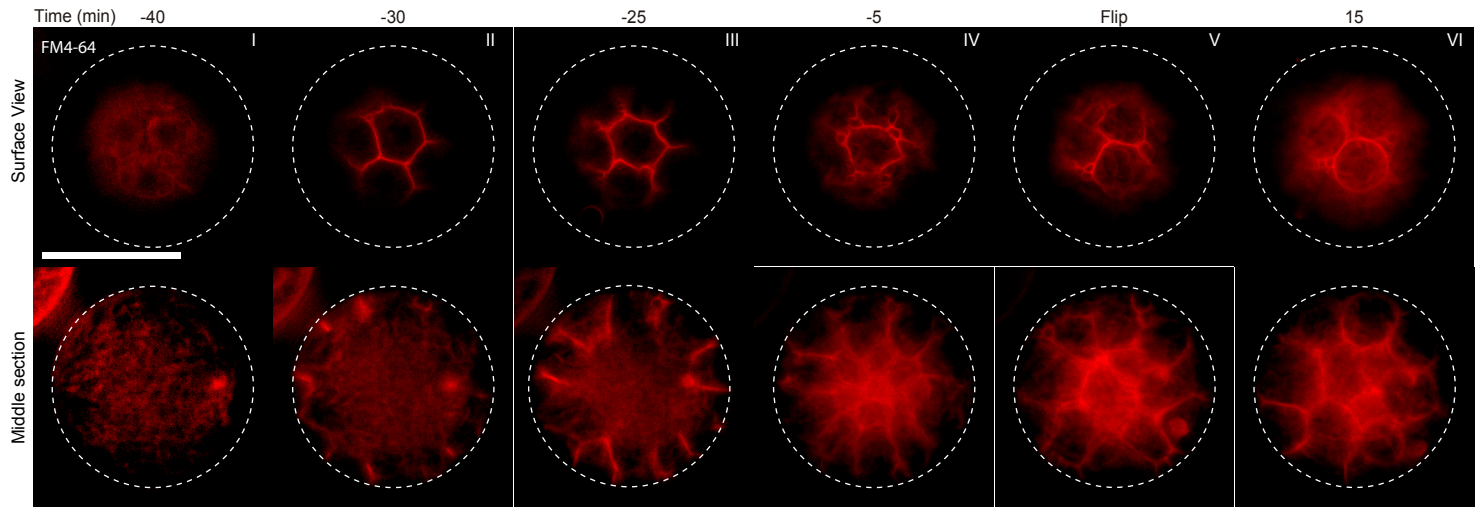 Time (min) -40 -30 -25 -5 Flip 15
FM4-64 I II III IV V VI
Surface View
Middle section